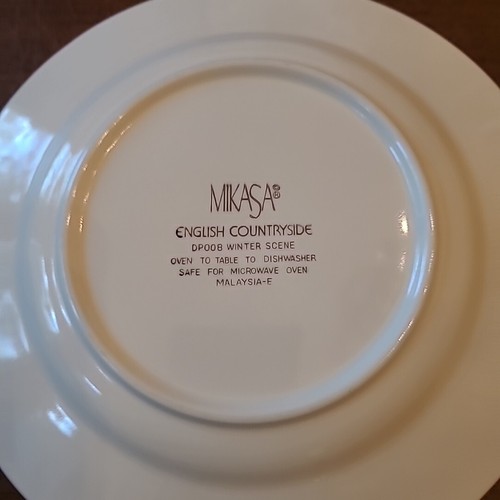 MIKASA®
ENGLISH COUNTRYSIDE
DP008 WINTER SCENE
OVEN TO TABLE TO DISHWASHER
SAFE FOR MICROWAVE OVEN
MALAYSIA-E